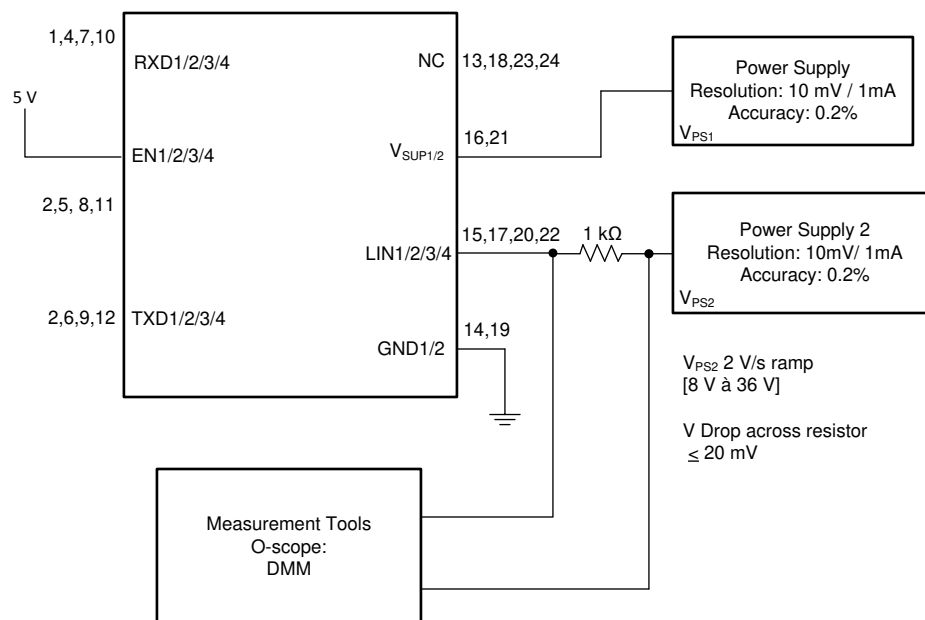 1,4,7,10
RXD1/2/3/4
NC
13,18,23,24
5 V
EN1/2/3/4
VSUP1/2
16,21
Power Supply
Resolution: 10 mV / 1mA
Accuracy: 0.2%
VPS1
2,5, 8,11
LIN1/2/3/4
15,17,20,22
1 kΩ
Power Supply 2
Resolution: 10mV/ 1mA
Accuracy: 0.2%
VPS2
2,6,9,12
TXD1/2/3/4
GND1/2
14,19
VPS2 2 V/s ramp
[8 V à 36 V]
V Drop across resistor
≤ 20 mV
Measurement Tools
O-scope:
DMM